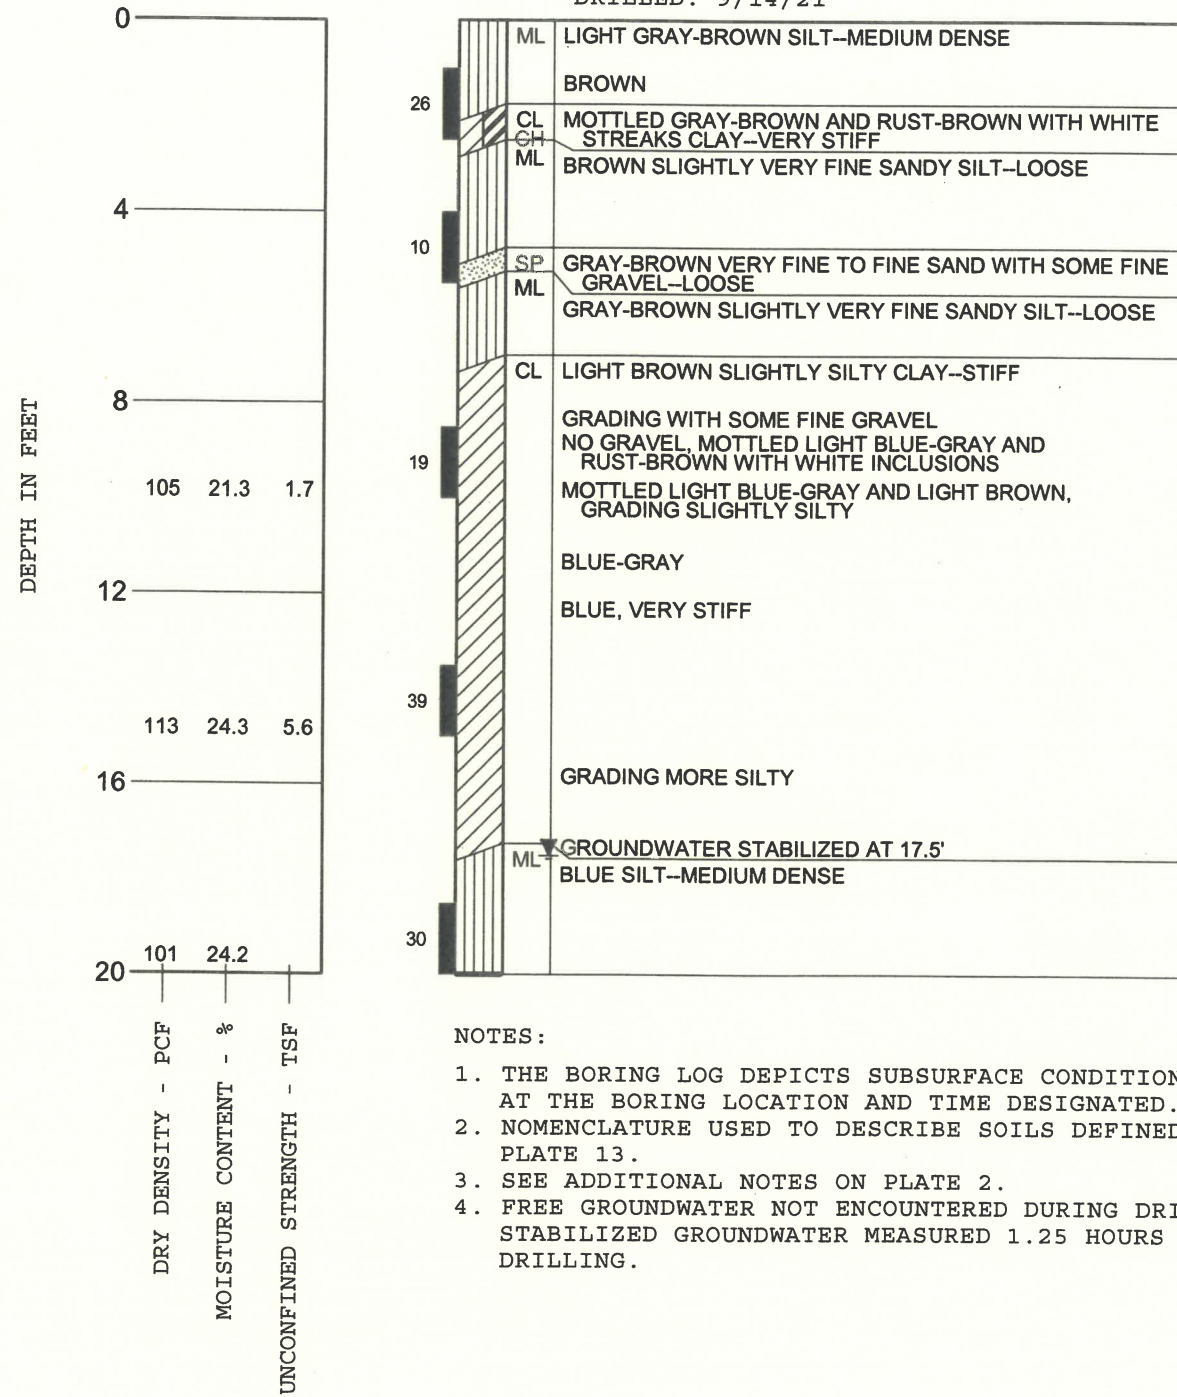 DRILLED: 9/14/21
0
ML LIGHT GRAY-BROWN SILT--MEDIUM DENSE
BROWN
26
CL MOTTLED GRAY-BROWN AND RUST-BROWN WITH WHITE
CH STREAKS CLAY--VERY STIFF
ML BROWN SLIGHTLY VERY FINE SANDY SILT--LOOSE
4
10
SP GRAY-BROWN VERY FINE TO FINE SAND WITH SOME FINE
GRAVEL--LOOSE
ML
GRAY-BROWN SLIGHTLY VERY FINE SANDY SILT--LOOSE
CL LIGHT BROWN SLIGHTLY SILTY CLAY--STIFF
8
GRADING WITH SOME FINE GRAVEL
NO GRAVEL, MOTTLED LIGHT BLUE-GRAY AND
RUST-BROWN WITH WHITE INCLUSIONS
19
105 21.3 1.7
MOTTLED LIGHT BLUE-GRAY AND LIGHT BROWN,
GRADING SLIGHTLY SILTY
DEPTH IN FEET
BLUE-GRAY
12
BLUE, VERY STIFF
39
113 24.3 5.6
16
GRADING MORE SILTY
GROUNDWATER STABILIZED AT 17.5'
ML
BLUE SILT--MEDIUM DENSE
30
101 24.2
20
DRY DENSITY - PCF
MOISTURE CONTENT - %
UNCONFINED STRENGTH - TSF
NOTES:
1. THE BORING LOG DEPICTS SUBSURFACE CONDITION
AT THE BORING LOCATION AND TIME DESIGNATED.
2. NOMENCLATURE USED TO DESCRIBE SOILS DEFINED
PLATE 13.
3. SEE ADDITIONAL NOTES ON PLATE 2.
4. FREE GROUNDWATER NOT ENCOUNTERED DURING DRI
STABILIZED GROUNDWATER MEASURED 1.25 HOURS
DRILLING.